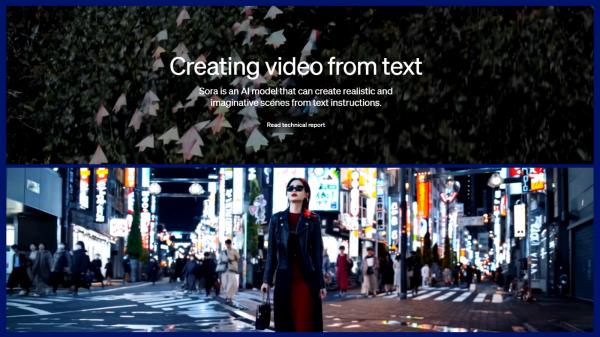 Creating video from text
Sora is an AI model that can create realistic and
imaginative scenes from text instructions.
Read technical report